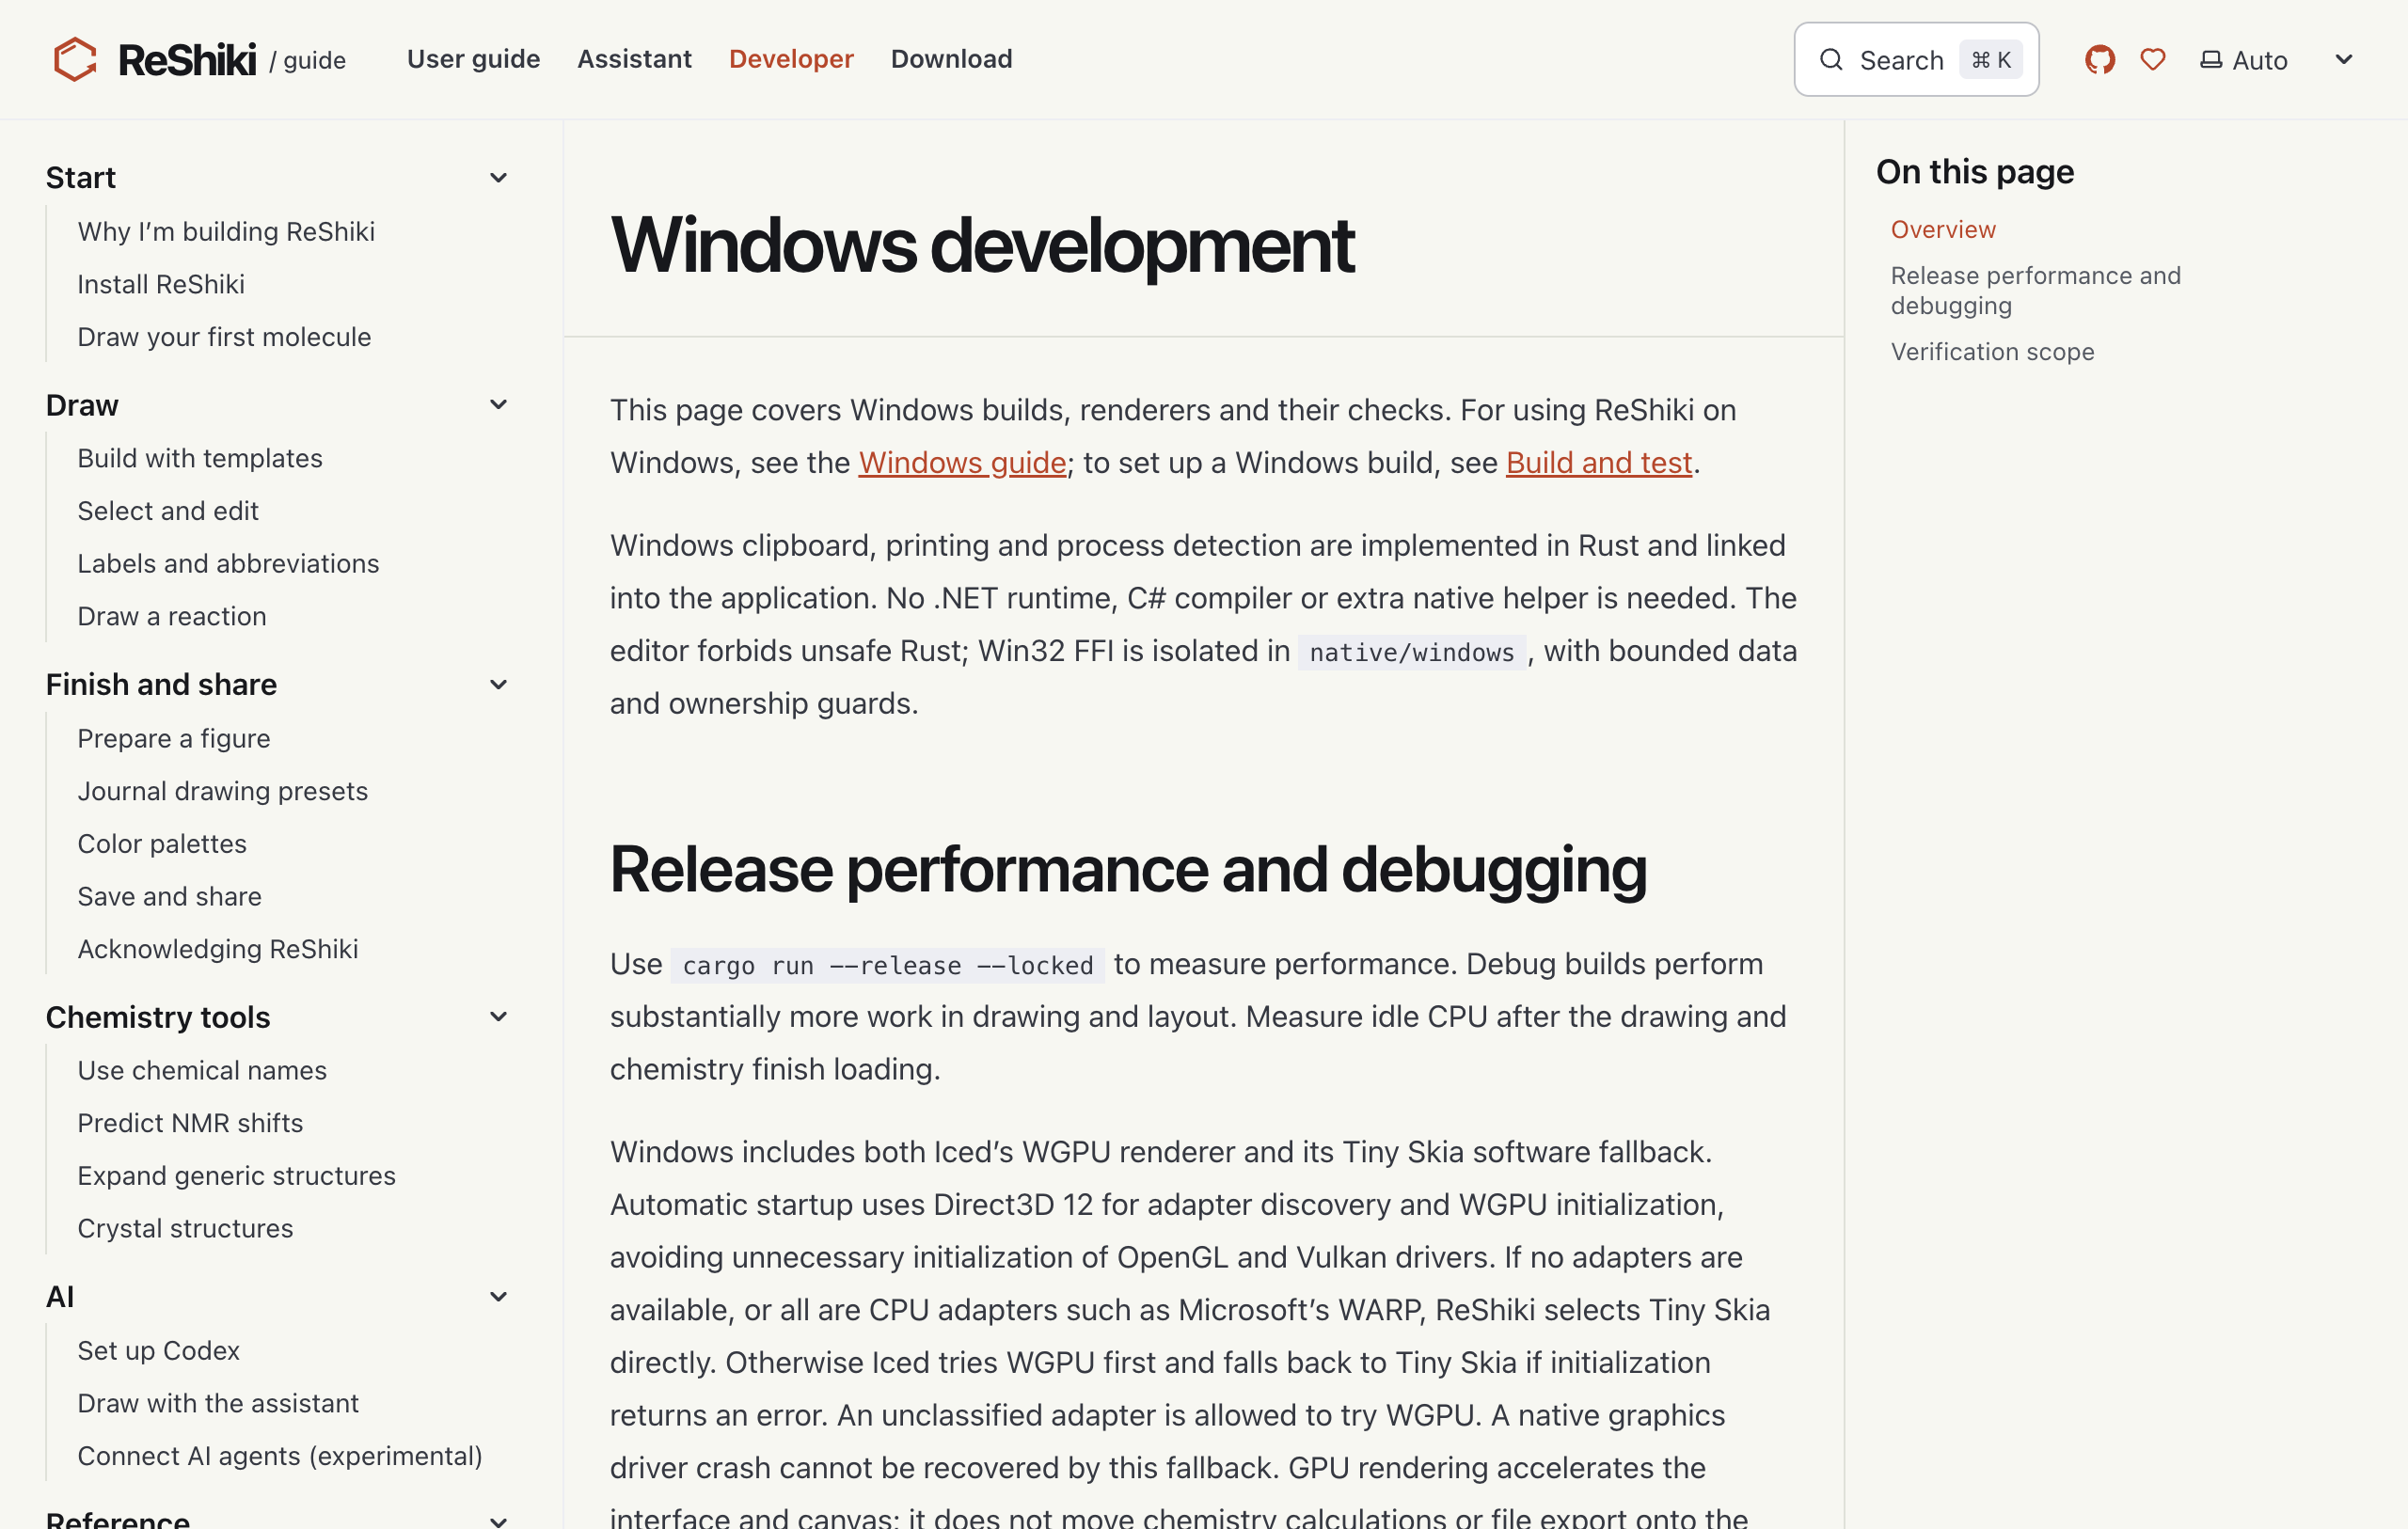 ReShiki / guide
User guide
Assistant
Developer
Download
Search ⌘ K
Auto
Start
Why I’m building ReShiki
Install ReShiki
Draw your first molecule
Draw
Build with templates
Select and edit
Labels and abbreviations
Draw a reaction
Finish and share
Prepare a figure
Journal drawing presets
Color palettes
Save and share
Acknowledging ReShiki
Chemistry tools
Use chemical names
Predict NMR shifts
Expand generic structures
Crystal structures
AI
Set up Codex
Draw with the assistant
Connect AI agents (experimental)
Reference
Windows development
This page covers Windows builds, renderers and their checks. For using ReShiki on
Windows, see the Windows guide; to set up a Windows build, see Build and test.
Windows clipboard, printing and process detection are implemented in Rust and linked
into the application. No .NET runtime, C# compiler or extra native helper is needed. The
editor forbids unsafe Rust; Win32 FFI is isolated in native/windows, with bounded data
and ownership guards.
Release performance and debugging
Use cargo run --release --locked to measure performance. Debug builds perform
substantially more work in drawing and layout. Measure idle CPU after the drawing and
chemistry finish loading.
Windows includes both Iced’s WGPU renderer and its Tiny Skia software fallback.
Automatic startup uses Direct3D 12 for adapter discovery and WGPU initialization,
avoiding unnecessary initialization of OpenGL and Vulkan drivers. If no adapters are
available, or all are CPU adapters such as Microsoft’s WARP, ReShiki selects Tiny Skia
directly. Otherwise Iced tries WGPU first and falls back to Tiny Skia if initialization
returns an error. An unclassified adapter is allowed to try WGPU. A native graphics
driver crash cannot be recovered by this fallback. GPU rendering accelerates the
interface and canvas; it does not move chemistry calculations or file export onto the
On this page
Overview
Release performance and
debugging
Verification scope